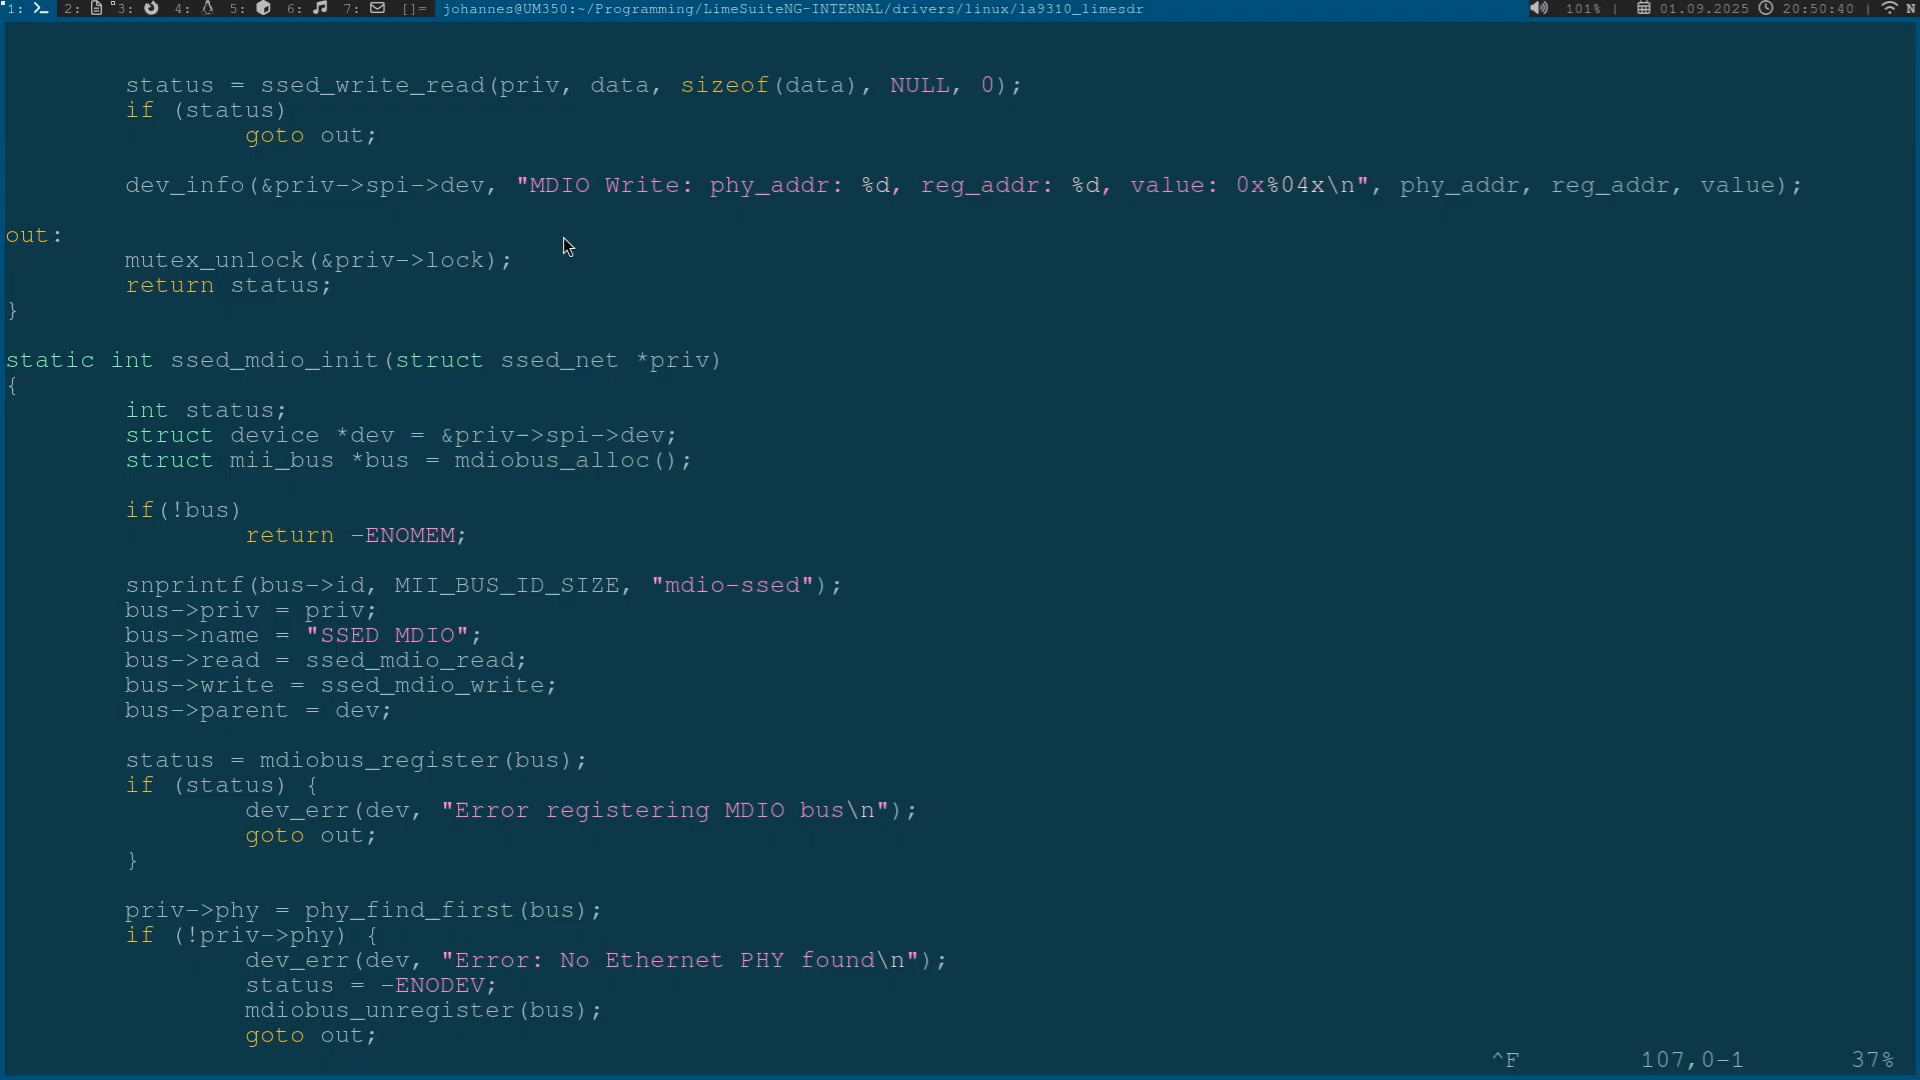 1: 2: 3: 4: 5: 6: 7: []= johannes@UM350:~/Programming/LimeSuiteNG-INTERNAL/drivers/linux/la9310_limesdr 101% | 01.09.2025 20:50:40 | N
status = ssed_write_read(priv, data, sizeof(data), NULL, 0);
if (status)
goto out;
dev_info(&priv->spi->dev, "MDIO Write: phy_addr: %d, reg_addr: %d, value: 0x%04x\n", phy_addr, reg_addr, value);
out:
mutex_unlock(&priv->lock);
return status;
}
static int ssed_mdio_init(struct ssed_net *priv)
{
int status;
struct device *dev = &priv->spi->dev;
struct mii_bus *bus = mdiobus_alloc();
if(!bus)
return -ENOMEM;
snprintf(bus->id, MII_BUS_ID_SIZE, "mdio-ssed");
bus->priv = priv;
bus->name = "SSED MDIO";
bus->read = ssed_mdio_read;
bus->write = ssed_mdio_write;
bus->parent = dev;
status = mdiobus_register(bus);
if (status) {
dev_err(dev, "Error registering MDIO bus\n");
goto out;
}
priv->phy = phy_find_first(bus);
if (!priv->phy) {
dev_err(dev, "Error: No Ethernet PHY found\n");
status = -ENODEV;
mdiobus_unregister(bus);
goto out;
^F 107,0-1 37%